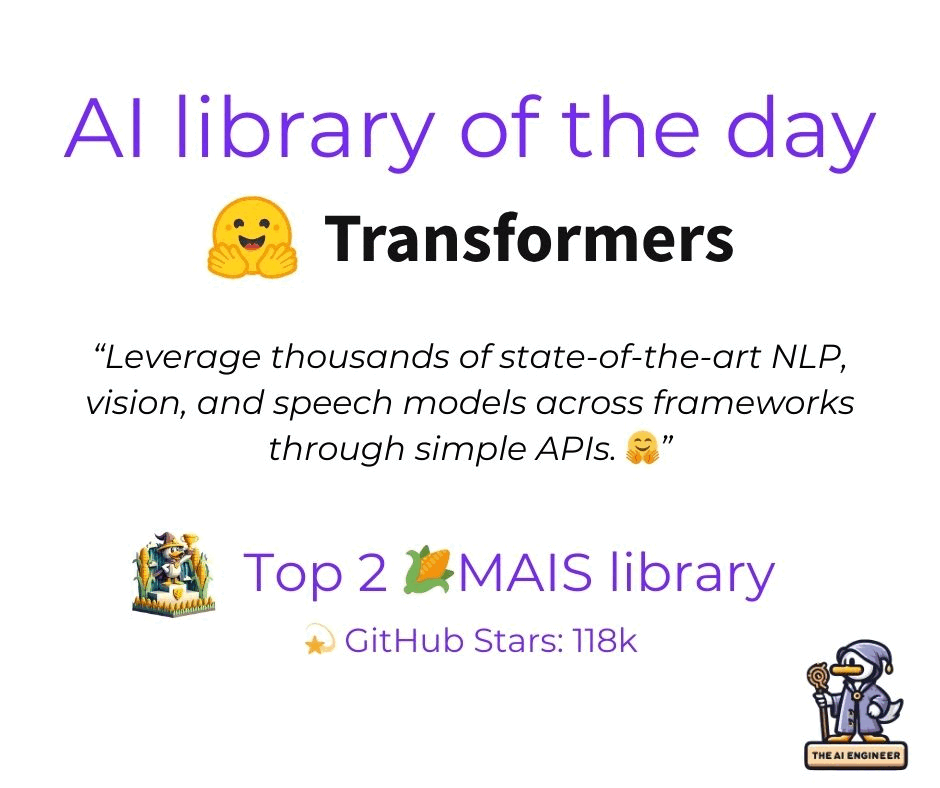 AI library of the day
🤗 Transformers
“Leverage thousands of state-of-the-art NLP,
vision, and speech models across frameworks
through simple APIs. 🤗”
Top 2 🌽MAIS library
💫 GitHub Stars: 118k
THE AI ENGINEER